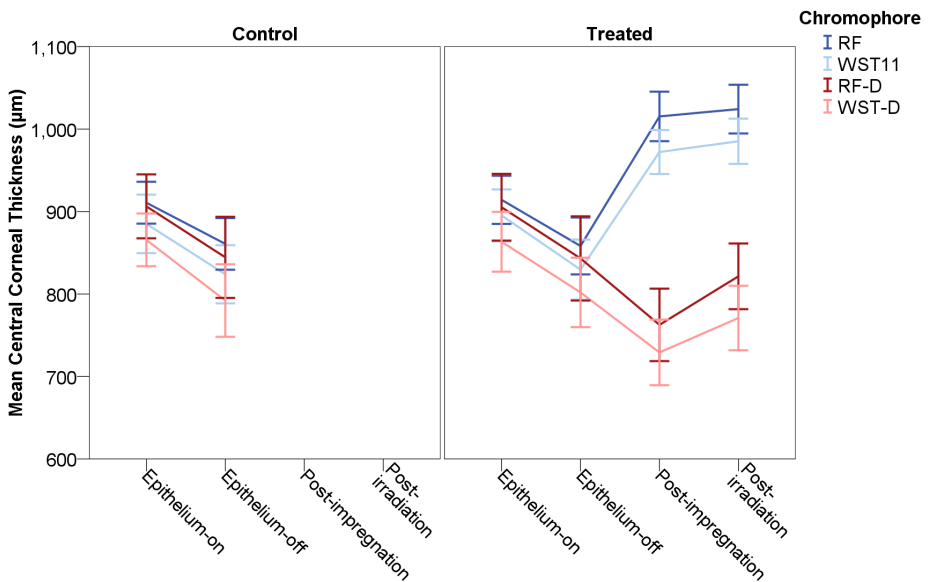 Control
Treated
Chromophore
RF
WST11
RF-D
WST-D
Mean Central Corneal Thickness (µm)
1,100
1,000
900
800
700
600
Epithelium-on
Epithelium-off
Post-impregnation
Post-
irradiation
Epithelium-on
Epithelium-off
Post-impregnation
Post-
irradiation